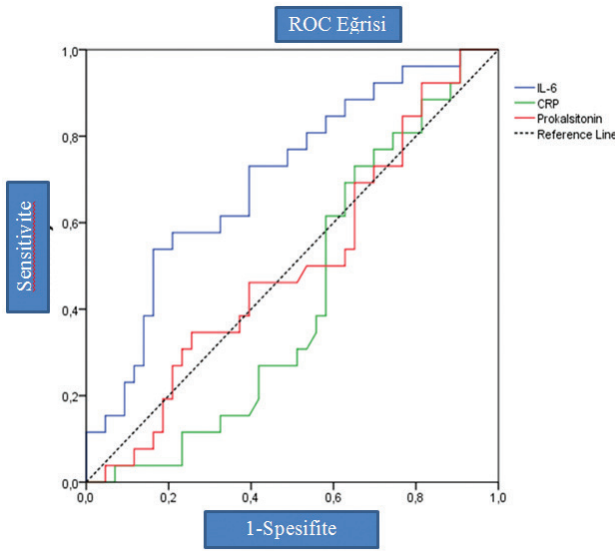 ROC Eğrisi
1,0
0,8
0,6
0,4
0,2
0,0
Sensitivite
0,0
0,2
0,4
0,6
0,8
1,0
1-Spesifite
IL-6
CRP
Prokalsitonin
Reference Line